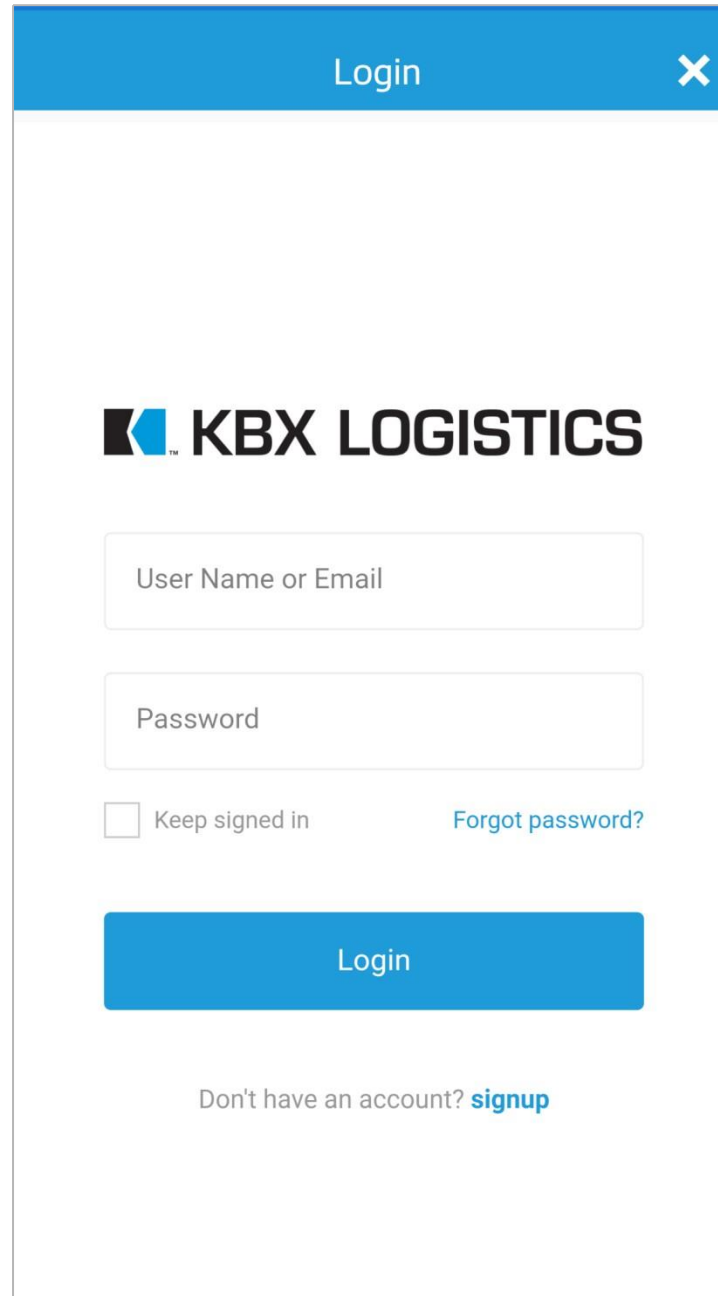 Login
KBX LOGISTICS
™
User Name or Email
Password
Keep signed in Forgot password?
Login
Don't have an account? signup